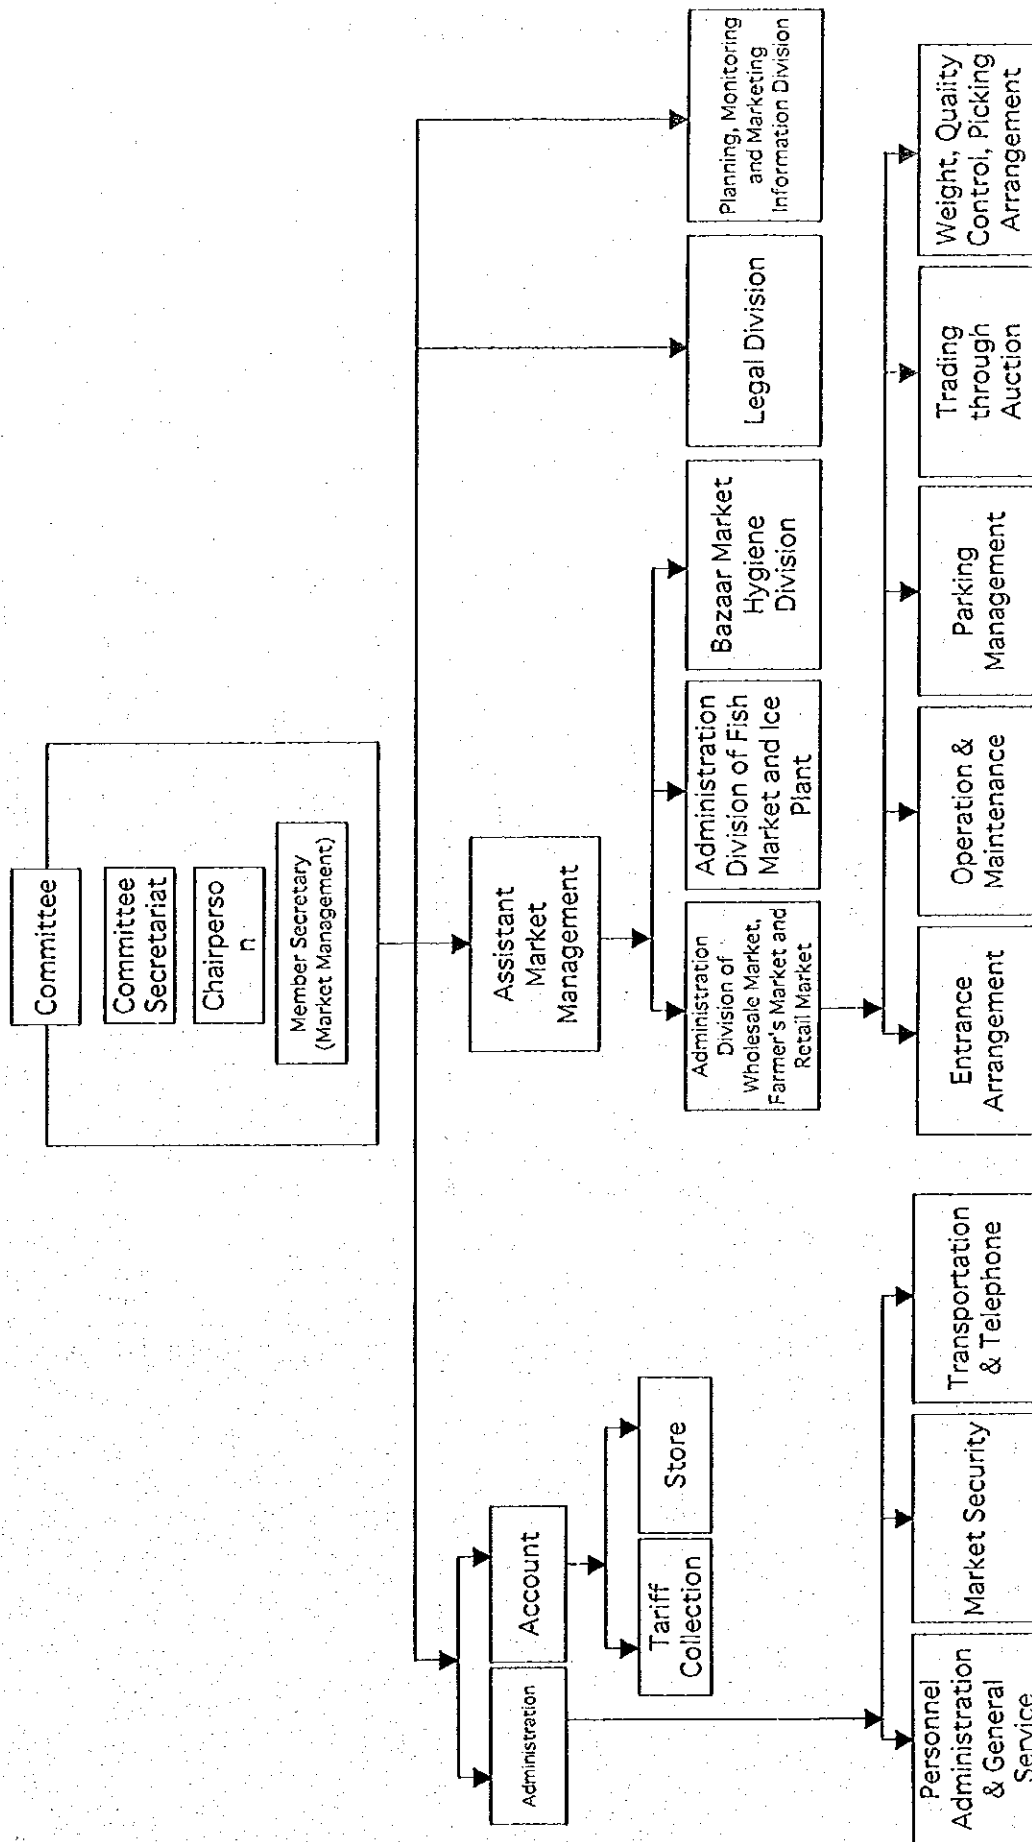 Committee
Committee
Secretariat
Chairperso
n
Member Secretary
(Market Management)
Assistant
Market
Management
Administration
Account
Tariff
Collection
Store
Administration
Division of
Wholesale Market,
Farmer's Market and
Retail Market
Administration
Division of Fish
Market and Ice
Plant
Bazaar Market
Hygiene
Division
Legal Division
Planning, Monitoring
and Marketing
Information Division
Personnel
Administration
& General
Service
Market Security
Transportation
& Telephone
Entrance
Arrangement
Operation &
Maintenance
Parking
Management
Trading
through
Auction
Weight, Quality
Control, Picking
Arrangement